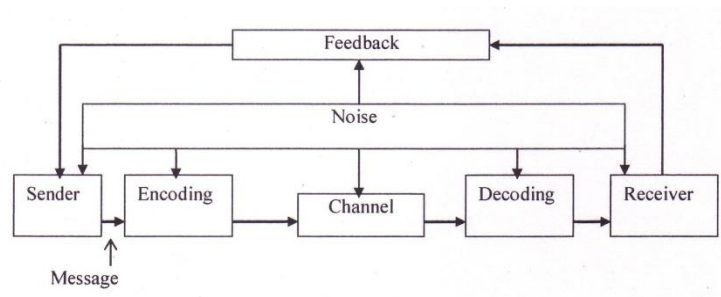 Feedback
Noise
Sender
Encoding
Channel
Decoding
Receiver
Message